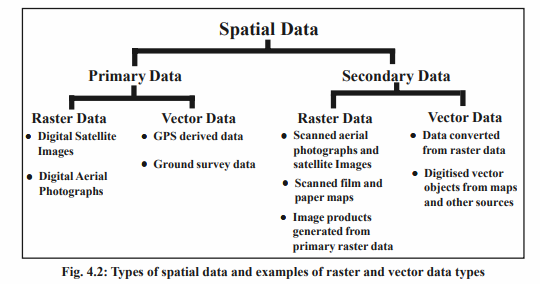 Spatial Data
Primary Data
Secondary Data
Raster Data
• Digital Satellite
Images
• Digital Aerial
Photographs
Vector Data
• GPS derived data
• Ground survey data
Raster Data
• Scanned aerial
photographs and
satellite Images
• Scanned film and
paper maps
• Image products
generated from
primary raster data
Vector Data
• Data converted
from raster data
• Digitised vector
objects from maps
and other sources
Fig. 4.2: Types of spatial data and examples of raster and vector data types